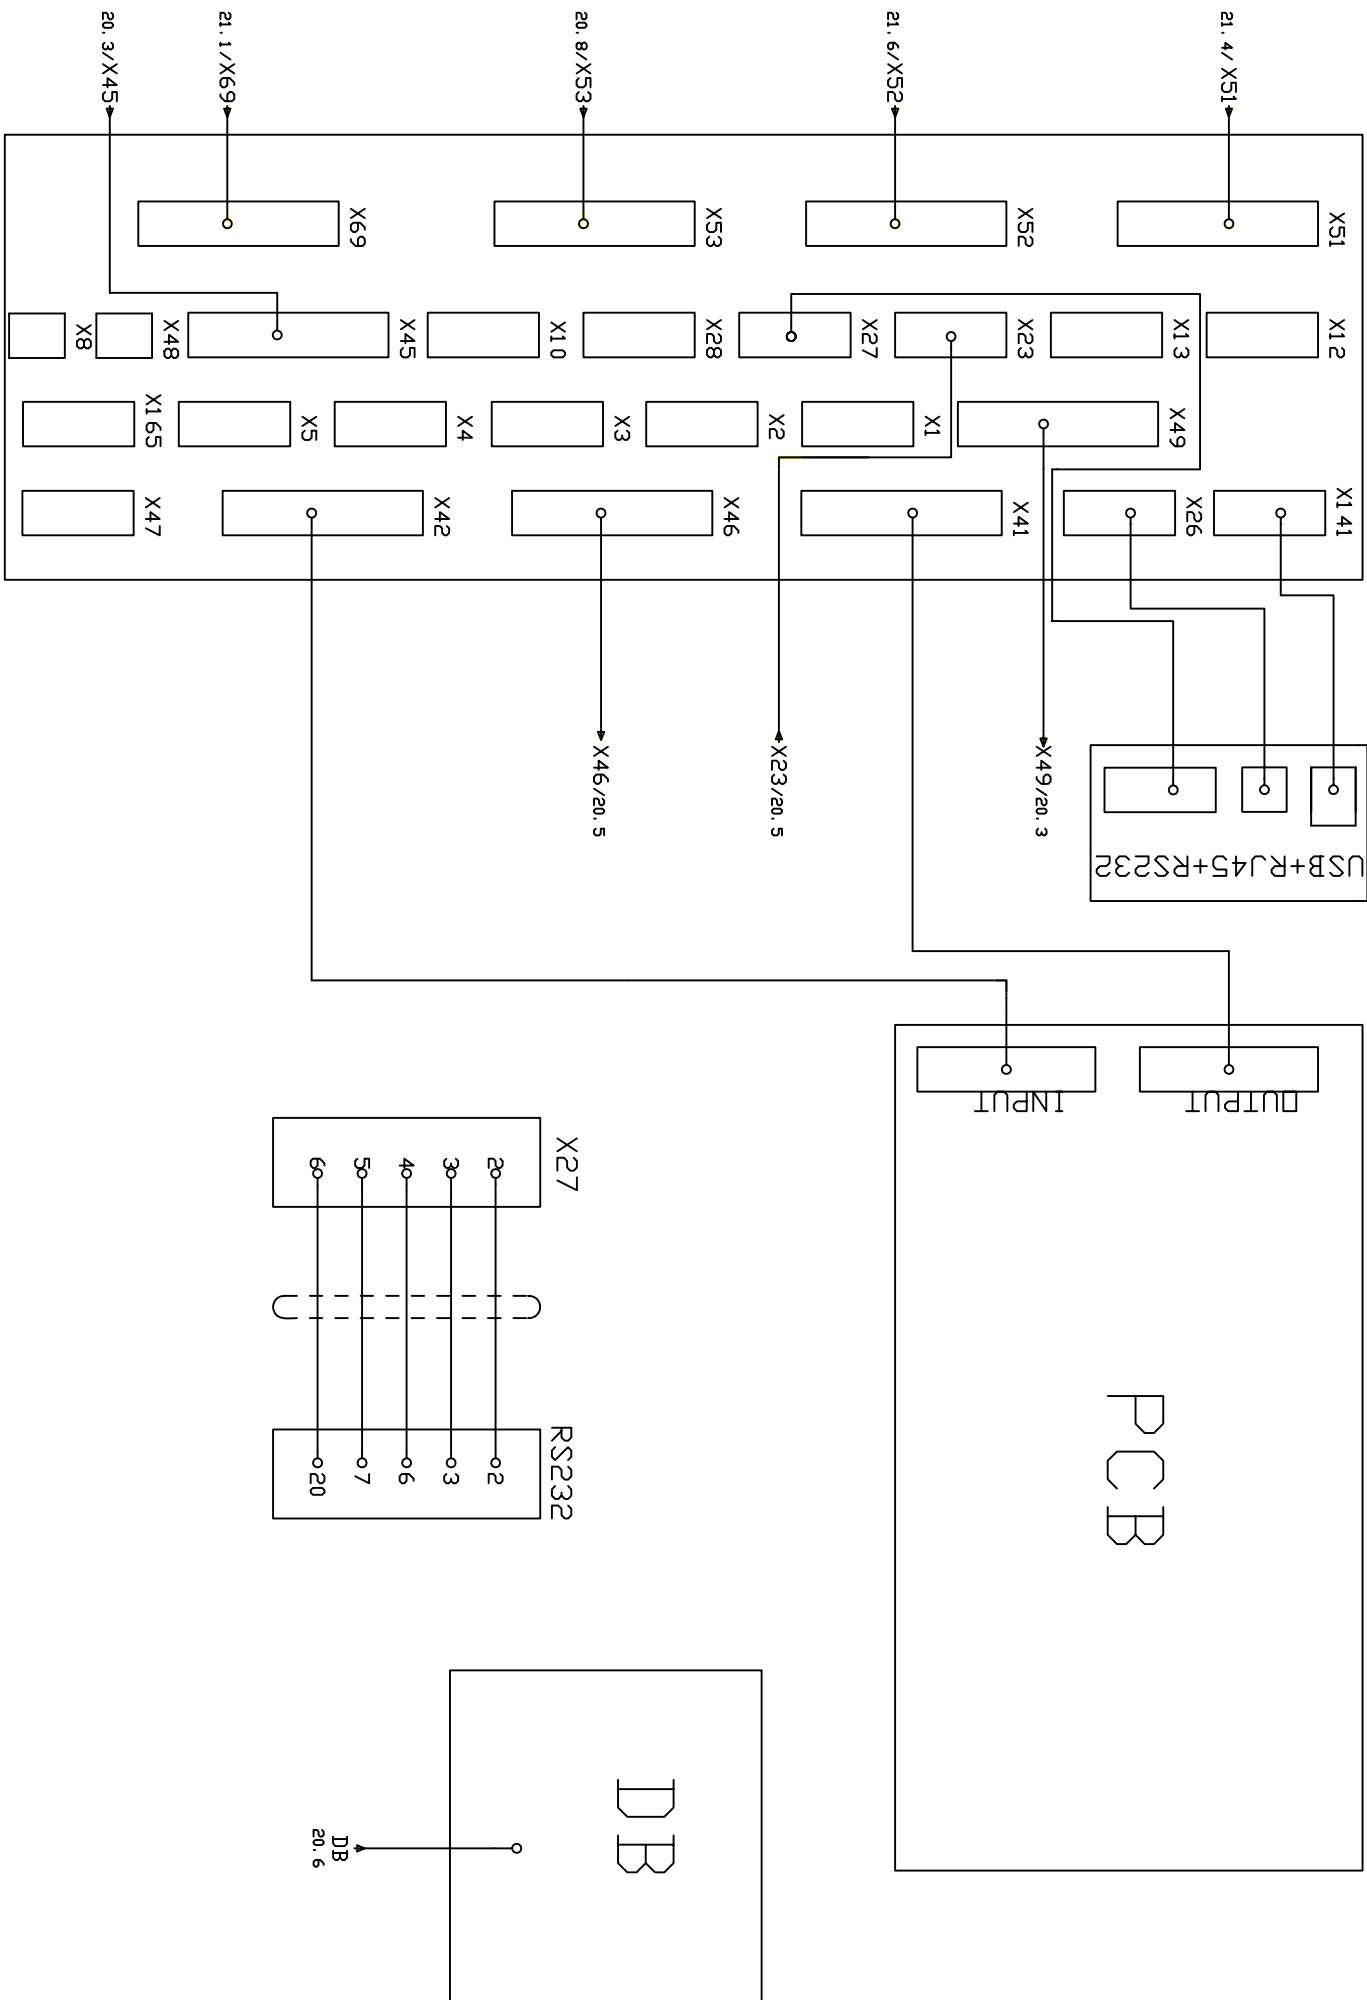 20.3/X45
21.1/X69
20.8/X53
21.6/X52
21.4/X51
X69
X53
X52
X51
X8
X48
X45
X10
X28
X27
X23
X13
X12
X165
X5
X4
X3
X2
X1
X49
X47
X42
X46
X41
X26
X141
X46/20.5
X23/20.5
X49/20.3
USB+RJ45+RS232
INPUT
OUTPUT
X27
6
5
4
3
2
RS232
20
7
6
3
2
PCB
DB
DB
20.6